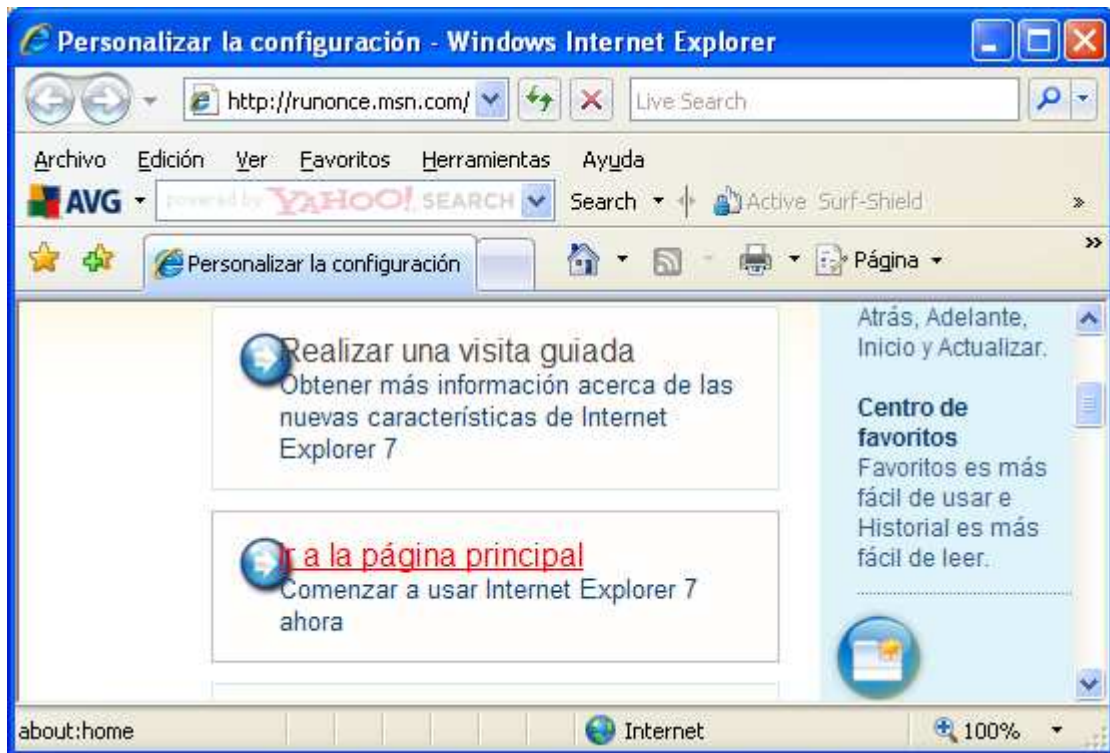 Personalizar la configuración - Windows Internet Explorer
http://runonce.msn.com/
Live Search
Archivo Edición Ver Favoritos Herramientas Ayuda
AVG powered by YAHOO! SEARCH Search Active Surf-Shield »
Personalizar la configuración Página »
Realizar una visita guiada
Obtener más información acerca de las
nuevas características de Internet
Explorer 7
Ir a la página principal
Comenzar a usar Internet Explorer 7
ahora
Atrás, Adelante,
Inicio y Actualizar.
Centro de
favoritos
Favoritos es más
fácil de usar e
Historial es más
fácil de leer.
about:home Internet 100%